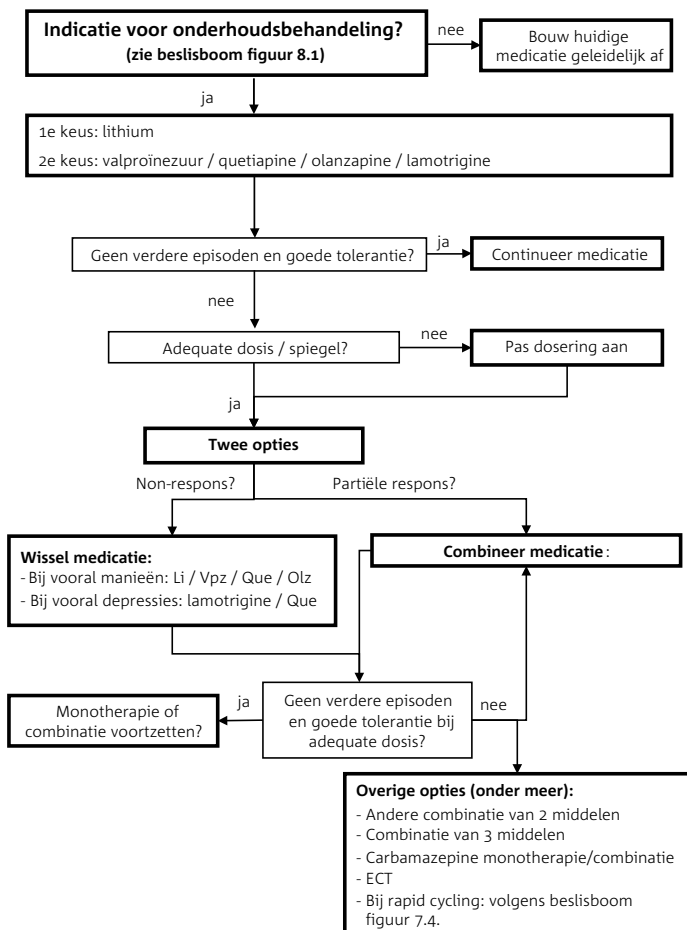 Indicatie voor onderhoudsbehandeling?
(zie beslisboom figuur 8.1)
nee
Bouw huidige
medicatie geleidelijk af
ja
1e keus: lithium
2e keus: valproïnezuur / quetiapine / olanzapine / lamotrigine
Geen verdere episoden en goede tolerantie?
ja
Continueer medicatie
nee
Adequate dosis / spiegel?
nee
Pas dosering aan
ja
Twee opties
Non-respons?
Partiële respons?
Wissel medicatie:
- Bij vooral manieën: Li / Vpz / Que / Olz
- Bij vooral depressies: lamotrigine / Que
Combineer medicatie :
Geen verdere episoden
en goede tolerantie bij
adequate dosis?
ja
Monotherapie of
combinatie voortzetten?
nee
Overige opties (onder meer):
- Andere combinatie van 2 middelen
- Combinatie van 3 middelen
- Carbamazepine monotherapie/combinatie
- ECT
- Bij rapid cycling: volgens beslisboom
figuur 7.4.